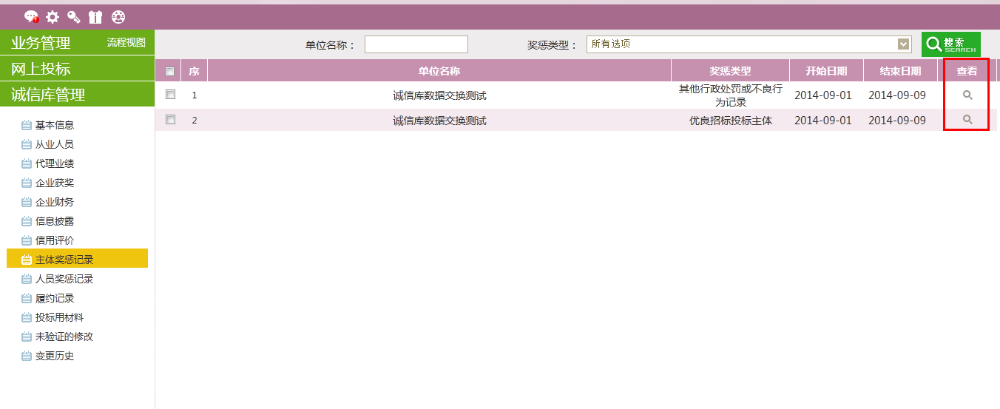 业务管理 流程视图
网上投标
诚信库管理
基本信息
从业人员
代理业绩
企业获奖
企业财务
信息披露
信用评价
主体奖惩记录
人员奖惩记录
履约记录
投标用材料
未验证的修改
变更历史
单位名称： 奖惩类型： 所有选项 搜索 SEARCH
序 单位名称 奖惩类型 开始日期 结束日期 查看
1 诚信库数据交换测试 其他行政处罚或不良行 2014-09-01 2014-09-09
为记录
2 诚信库数据交换测试 优良招标投标主体 2014-09-01 2014-09-09